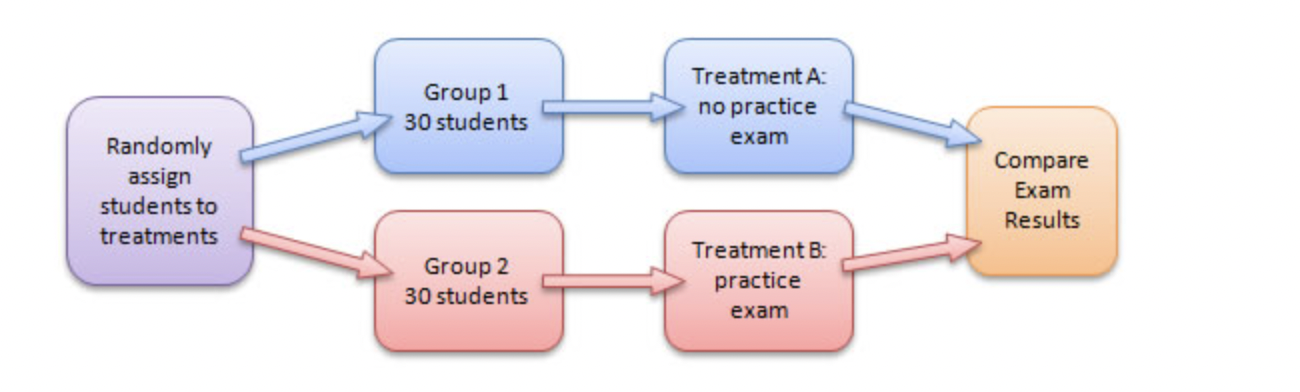 Randomly
assign
students to
treatments
Group 1
30 students
Treatment A:
no practice
exam
Group 2
30 students
Treatment B:
practice
exam
Compare
Exam
Results